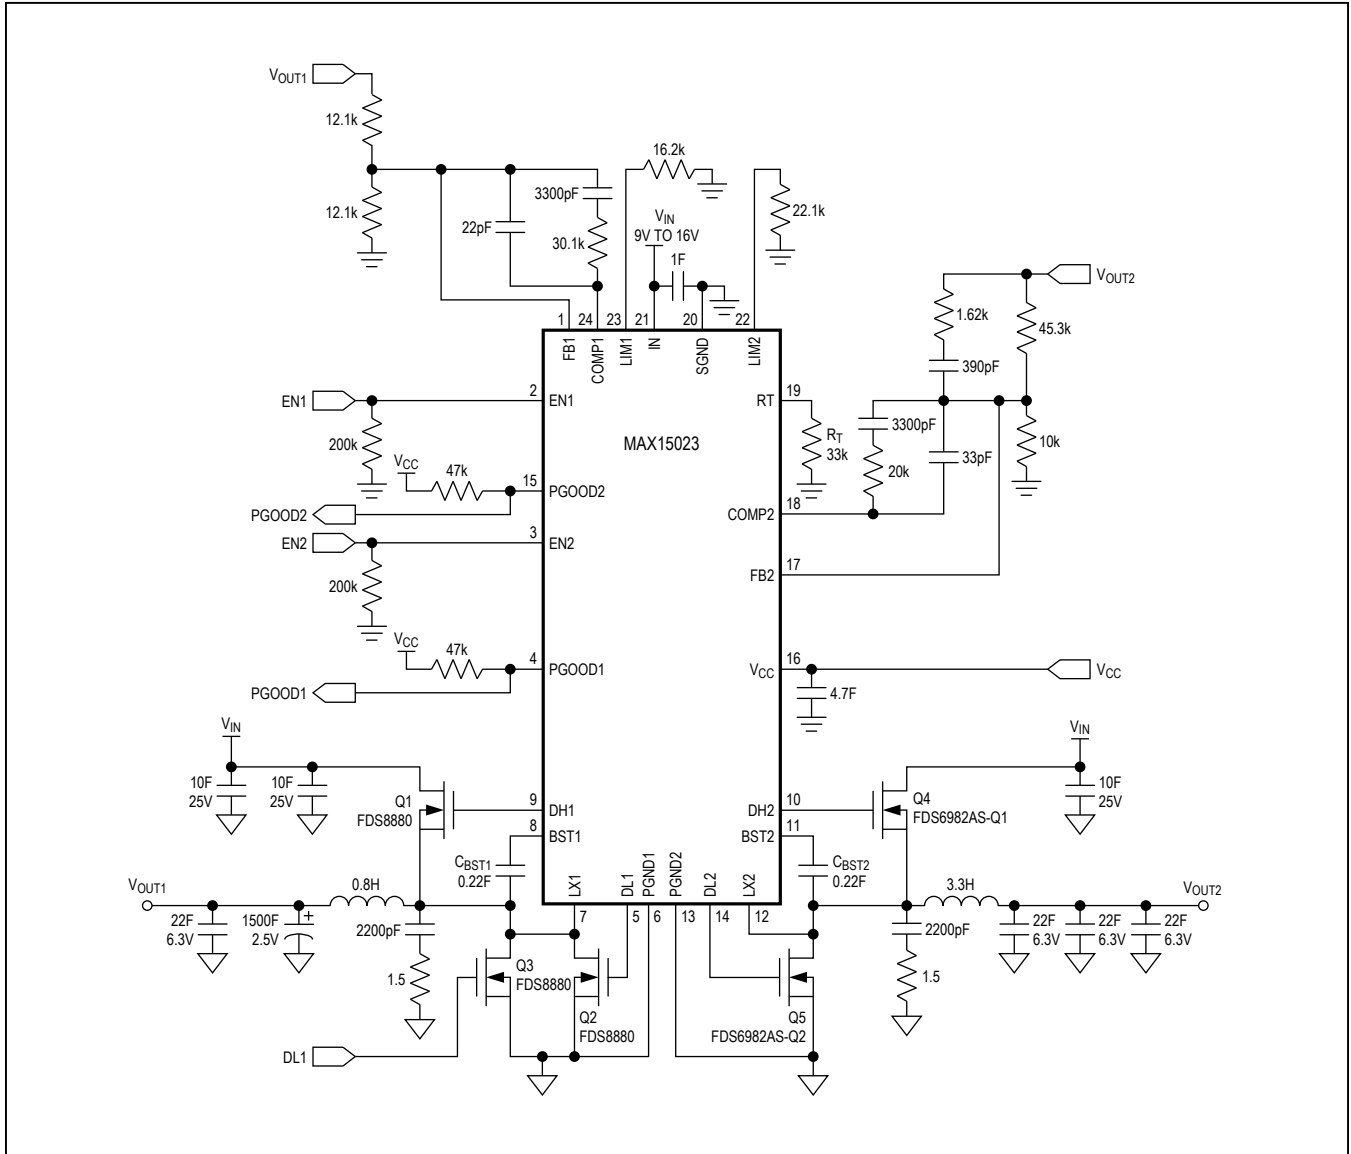 VOUT1
12.1k
12.1k
22pF
3300pF
30.1k
16.2k
VIN
9V TO 16V
1F
22.1k
VOUT2
1.62k
45.3k
390pF
3300pF
20k
33pF
10k
1
24
23
21
20
22
FB1
COMP1
LIM1
IN
SGND
LIM2
EN1
2
EN1
200k
VCC
47k
15
PGOOD2
PGOOD2
EN2
3
EN2
200k
VCC
47k
4
PGOOD1
PGOOD1
MAX15023
RT
19
RT
33k
COMP2
18
FB2
17
VCC
16
VCC
4.7F
VIN
10F
25V
10F
25V
Q1
FDS8880
9
DH1
8
BST1
CBST1
0.22F
DH2
10
BST2
11
CBST2
0.22F
Q4
FDS6982AS-Q1
VIN
10F
25V
LX1
DL1
PGND1
PGND2
DL2
LX2
7
5
6
13
14
12
VOUT1
22F
6.3V
1500F
+
2.5V
0.8H
2200pF
1.5
Q3
FDS8880
Q2
FDS8880
DL1
Q5
FDS6982AS-Q2
3.3H
2200pF
1.5
22F
6.3V
22F
6.3V
22F
6.3V
VOUT2